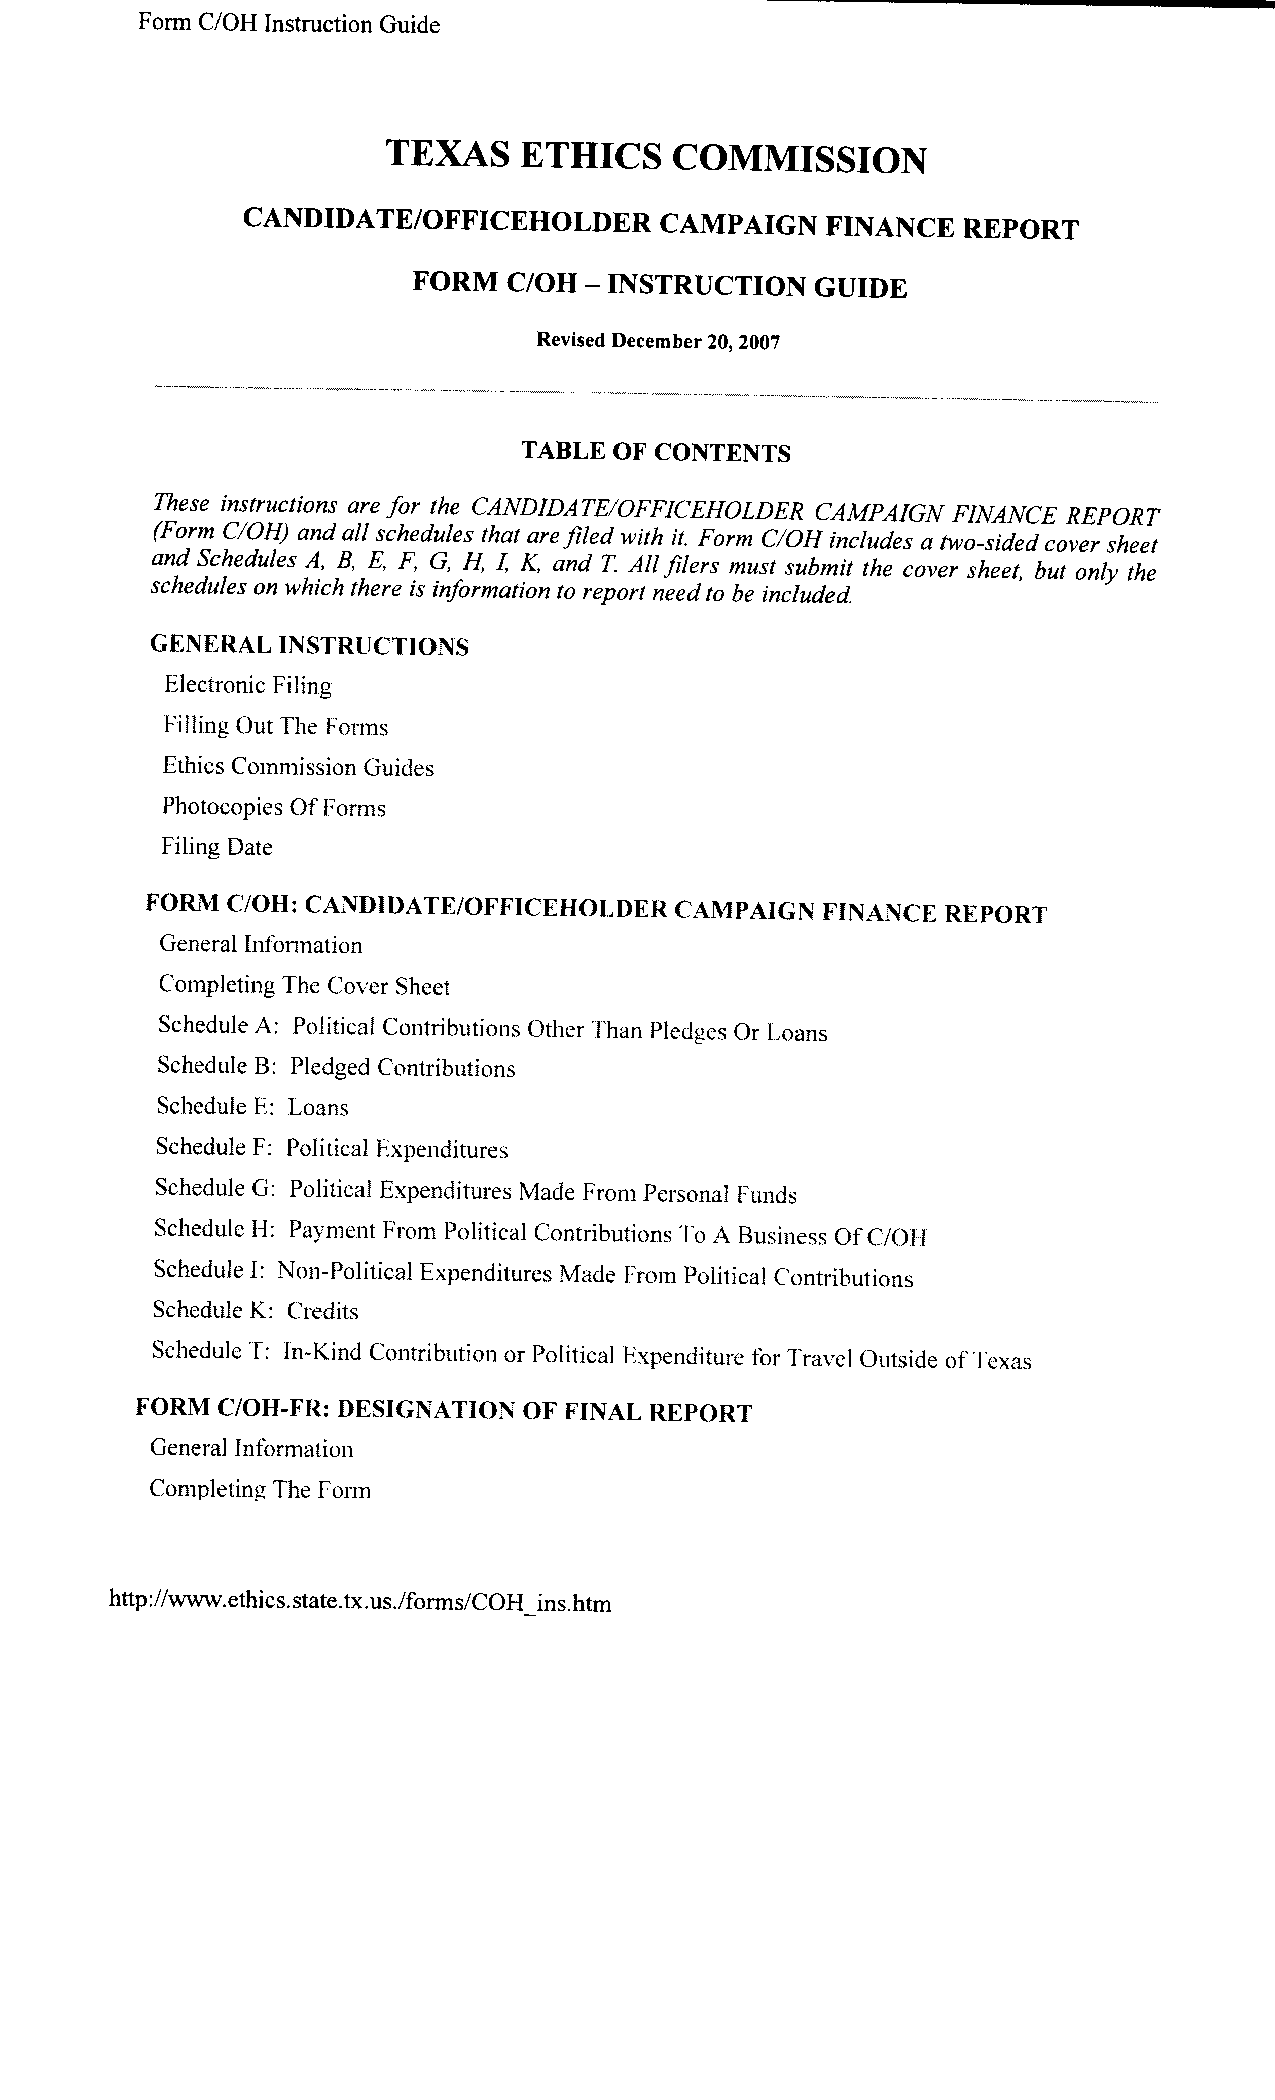 Form C/OH Instruction Guide
TEXAS ETHICS COMMISSION
CANDIDATE/OFFICEHOLDER CAMPAIGN FINANCE REPORT
FORM C/OH – INSTRUCTION GUIDE
Revised December 20, 2007
TABLE OF CONTENTS
These instructions are for the CANDIDATE/OFFICEHOLDER CAMPAIGN FINANCE REPORT
(Form C/OH) and all schedules that are filed with it. Form C/OH includes a two-sided cover sheet
and Schedules A, B, E, F, G, H, I, K, and T. All filers must submit the cover sheet, but only the
schedules on which there is information to report need to be included.
GENERAL INSTRUCTIONS
Electronic Filing
Filling Out The Forms
Ethics Commission Guides
Photocopies Of Forms
Filing Date
FORM C/OH: CANDIDATE/OFFICEHOLDER CAMPAIGN FINANCE REPORT
General Information
Completing The Cover Sheet
Schedule A: Political Contributions Other Than Pledges Or Loans
Schedule B: Pledged Contributions
Schedule E: Loans
Schedule F: Political Expenditures
Schedule G: Political Expenditures Made From Personal Funds
Schedule H: Payment From Political Contributions To A Business Of C/OH
Schedule I: Non-Political Expenditures Made From Political Contributions
Schedule K: Credits
Schedule T: In-Kind Contribution or Political Expenditure for Travel Outside of Texas
FORM C/OH-FR: DESIGNATION OF FINAL REPORT
General Information
Completing The Form
http://www.ethics.state.tx.us./forms/COH_ins.htm